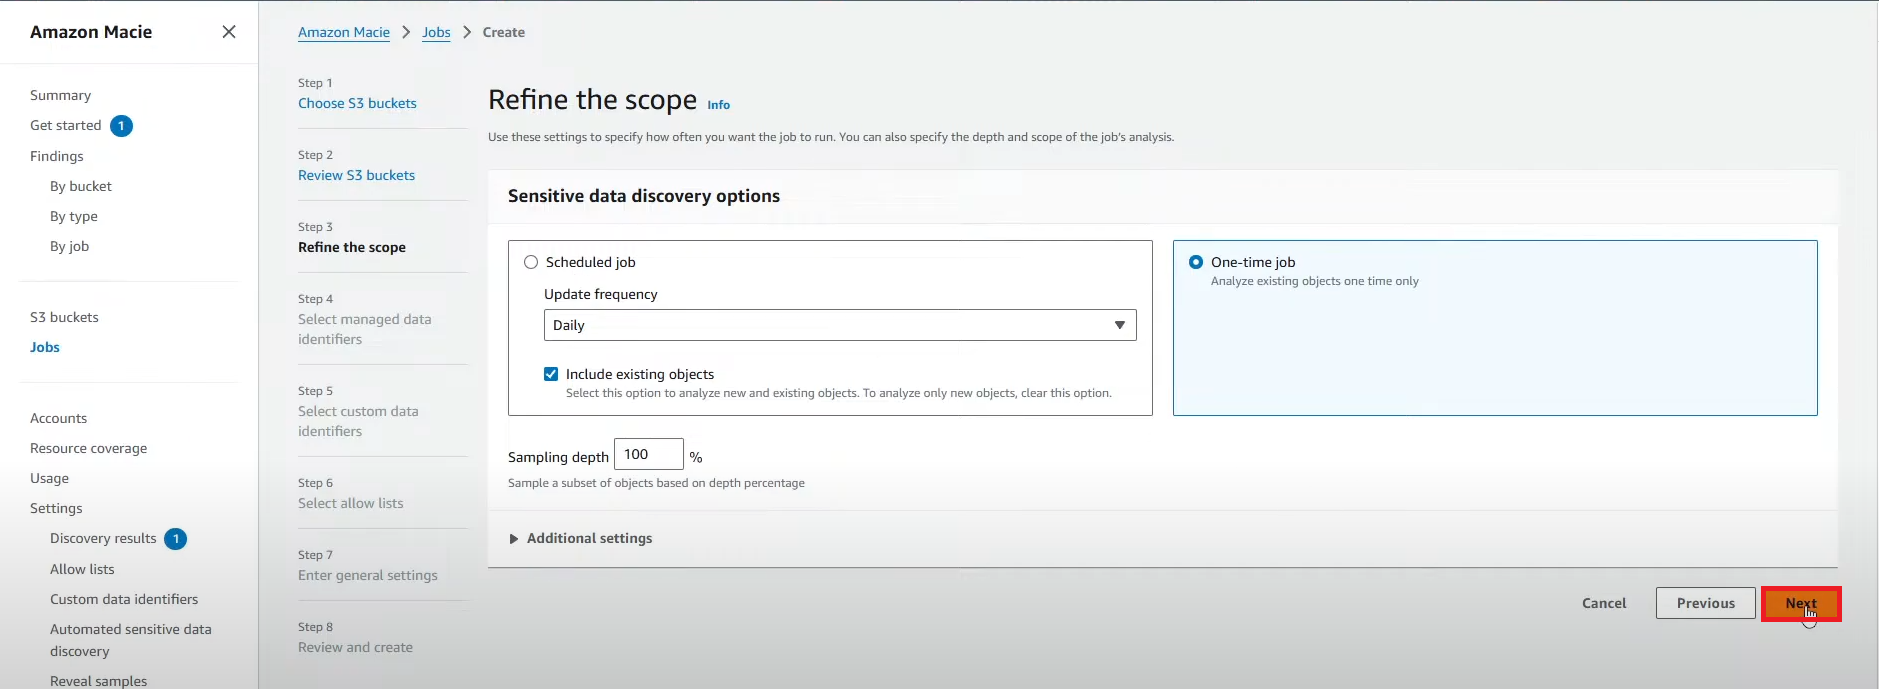 Amazon Macie
Summary
Get started 1
Findings
By bucket
By type
By job
S3 buckets
Jobs
Accounts
Resource coverage
Usage
Settings
Discovery results 1
Allow lists
Custom data identifiers
Automated sensitive data
discovery
Reveal samples
Amazon Macie > Jobs > Create
Step 1
Choose S3 buckets
Step 2
Review S3 buckets
Step 3
Refine the scope
Step 4
Select managed data
identifiers
Step 5
Select custom data
identifiers
Step 6
Select allow lists
Step 7
Enter general settings
Step 8
Review and create
Refine the scope Info
Use these settings to specify how often you want the job to run. You can also specify the depth and scope of the job's analysis.
Sensitive data discovery options
Scheduled job
Update frequency
Daily
Include existing objects
Select this option to analyze new and existing objects. To analyze only new objects, clear this option.
One-time job
Analyze existing objects one time only
Sampling depth 100 %
Sample a subset of objects based on depth percentage
Additional settings
Cancel Previous Next